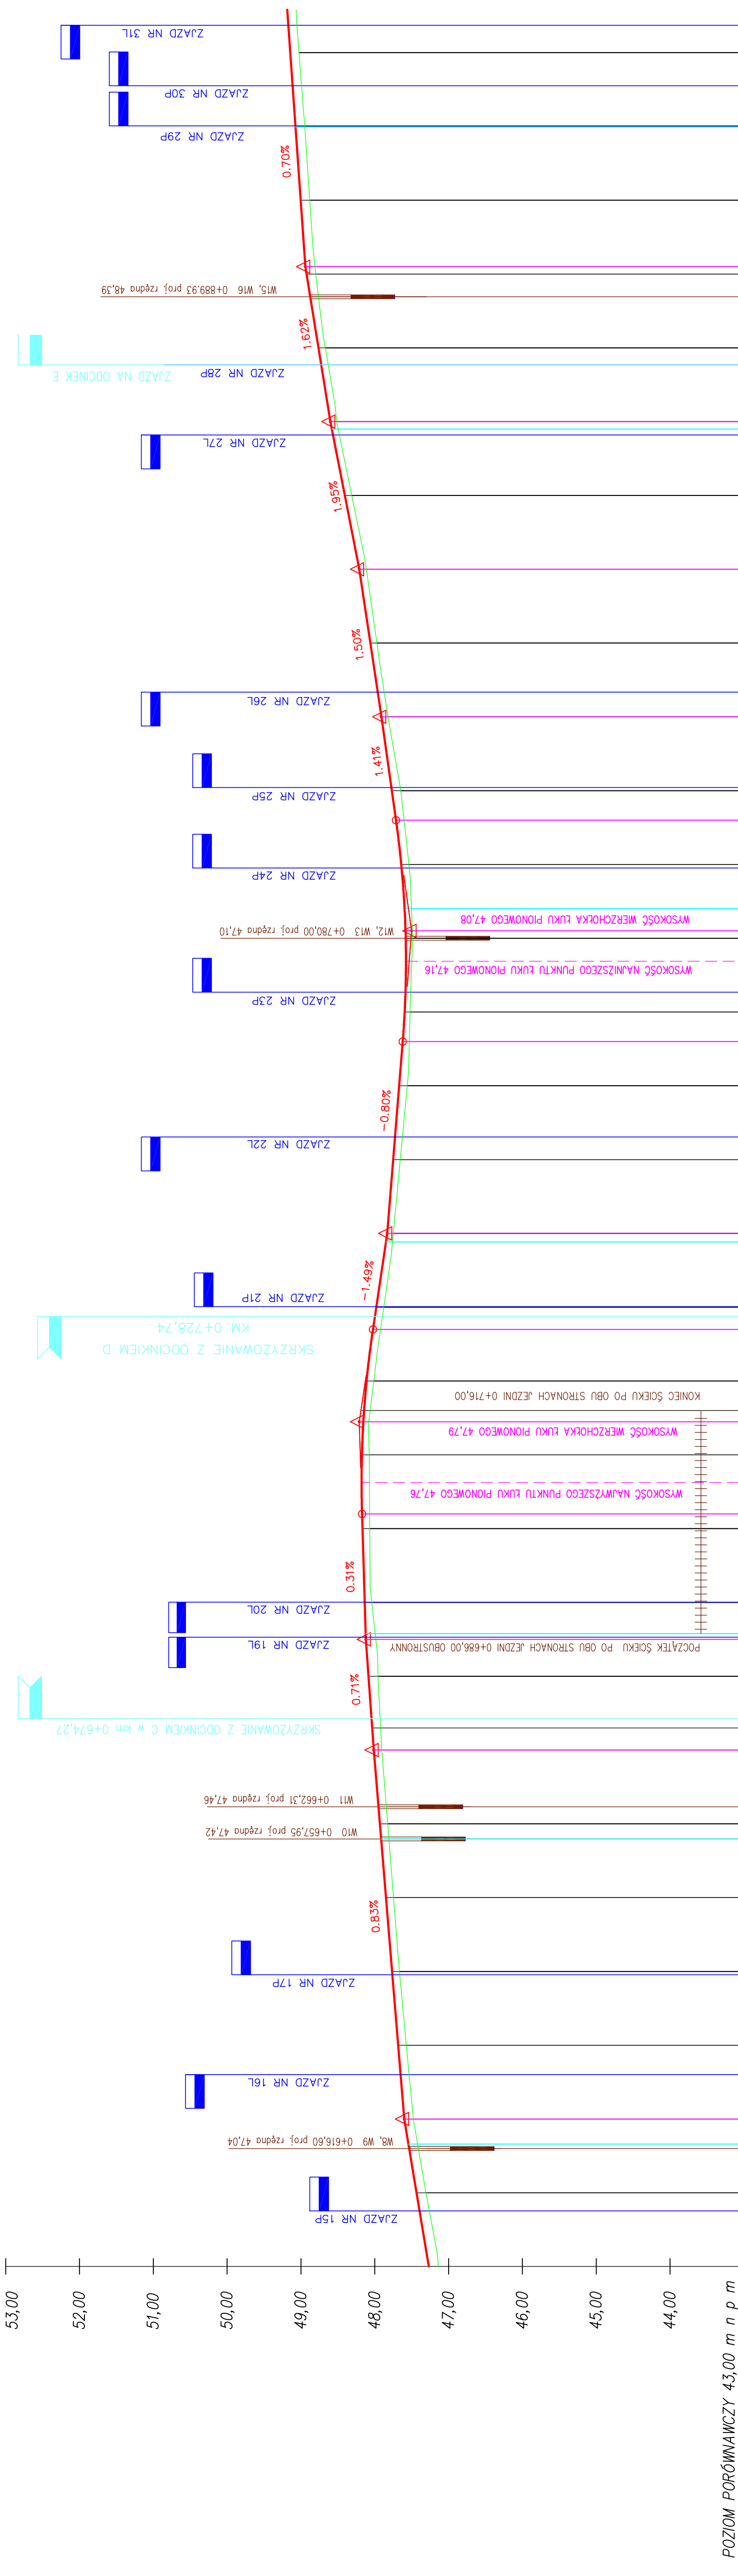 53,00
52,00
51,00
50,00
49,00
48,00
47,00
46,00
45,00
44,00
POZIOM PORÓWNAWCZY 43,00 m n p m
ZJAZD NR 15P
W8, W9 0+616,60 proj. rzędna 47,04
ZJAZD NR 16L
ZJAZD NR 17P
0.83%
W10 0+657,95 proj. rzędna 47,42
W11 0+662,31 proj. rzędna 47,46
SKRZYŻOWANIE Z ODCINKIEM C w km 0+674,27
0.71%
ZJAZD NR 19L
POCZĄTEK ŚCIEKU PO OBU STRONACH JEZDNI 0+686,00 OBUSTRONNY
ZJAZD NR 20L
0.31%
WYSOKOŚĆ NAJWYŻSZEGO PUNKTU ŁUKU PIONOWEGO 47,76
WYSOKOŚĆ WIERZCHOŁKA ŁUKU PIONOWEGO 47,79
KONIEC ŚCIEKU PO OBU STRONACH JEZDNI 0+716,00
SKRZYŻOWANIE Z ODCINKIEM D
KM 0+728,74
ZJAZD NR 21P
-1.49%
ZJAZD NR 22L
-0.80%
ZJAZD NR 23P
WYSOKOŚĆ NAJNIŻSZEGO PUNKTU ŁUKU PIONOWEGO 47,16
W12, W13 0+780,00 proj. rzędna 47,10
WYSOKOŚĆ WIERZCHOŁKA ŁUKU PIONOWEGO 47,08
ZJAZD NR 24P
ZJAZD NR 25P
1.41%
ZJAZD NR 26L
1.50%
1.95%
ZJAZD NR 27L
ZJAZD NR 28P
ZJAZD NA ODCINEK E
1.62%
W15, W16 0+889.93 proj. rzędna 48,39
0.70%
ZJAZD NR 29P
ZJAZD NR 30P
ZJAZD NR 31L